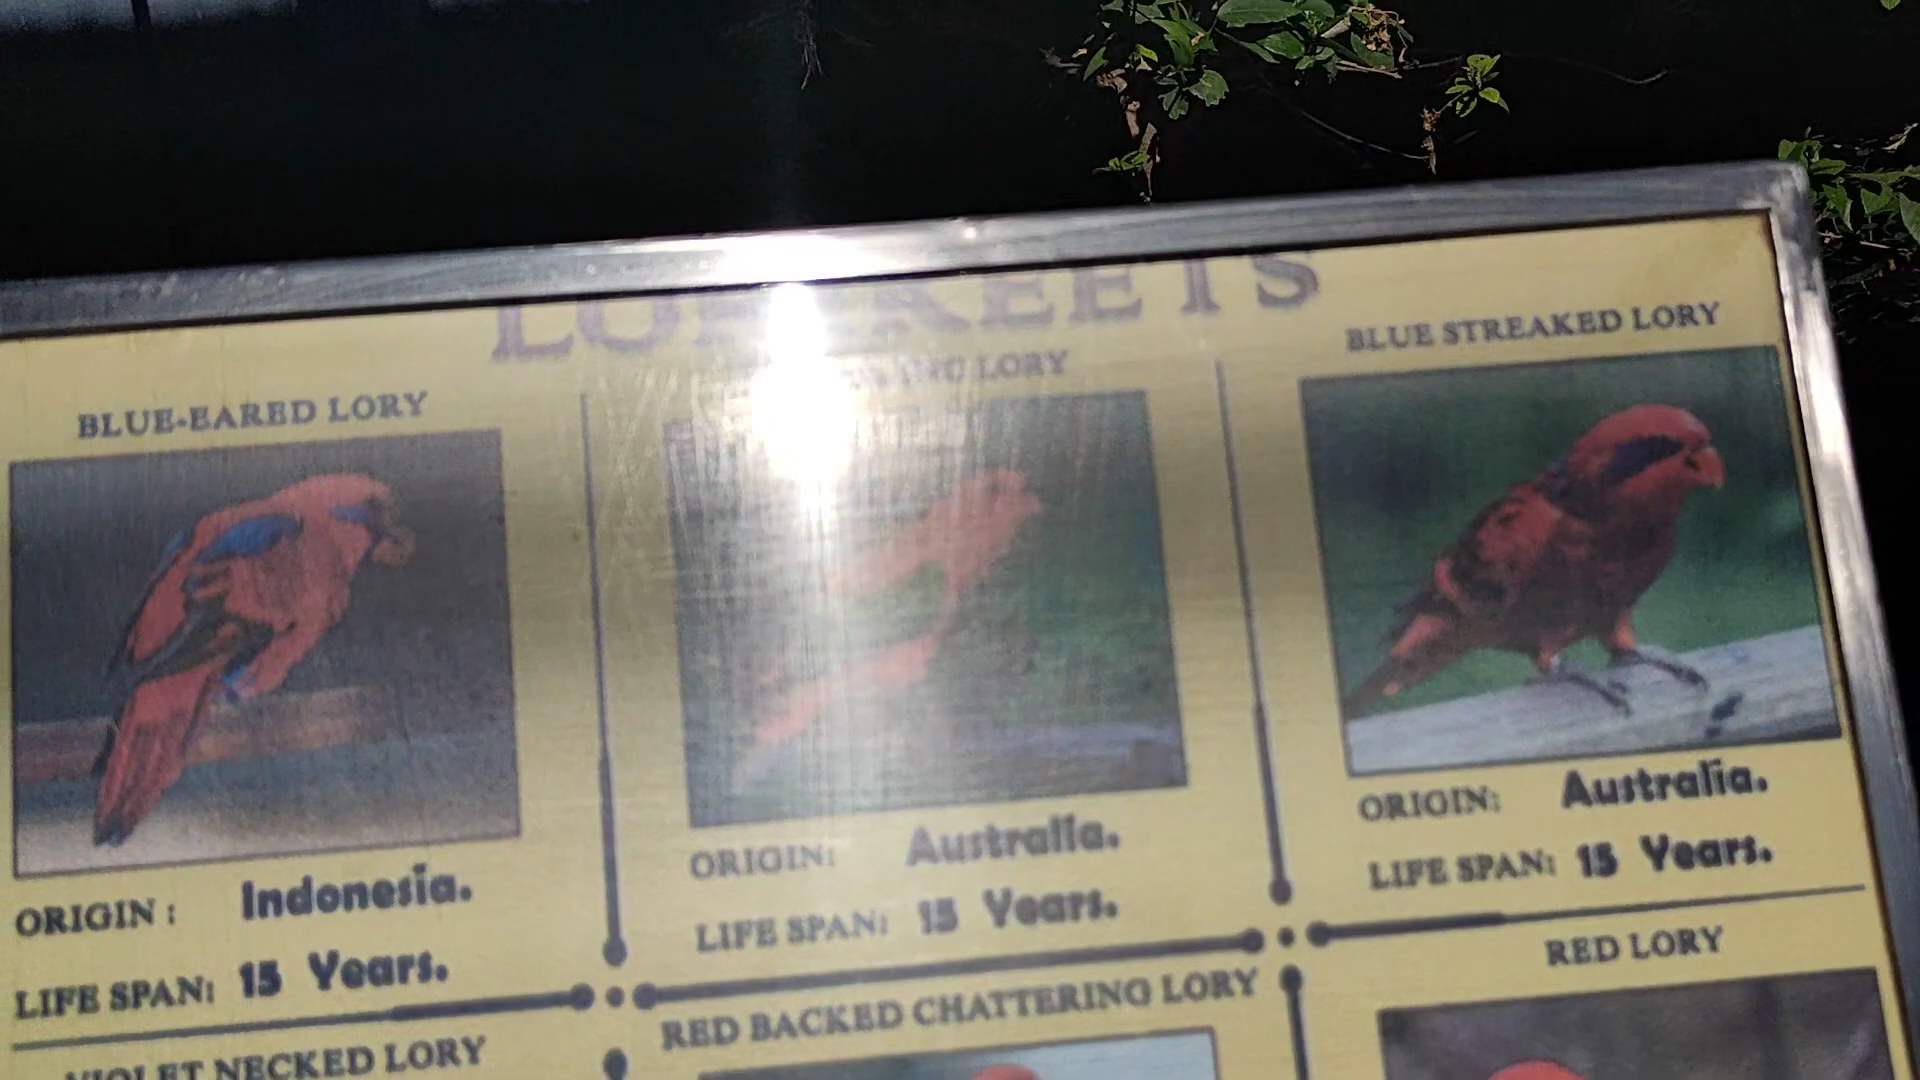 BLUE-EARED LORY
LORY
BLUE STREAKED LORY
ORIGIN : Indonesia.
LIFE SPAN: 15 Years.
ORIGIN: Australia.
LIFE SPAN: 15 Years.
ORIGIN: Australia.
LIFE SPAN: 15 Years.
VIOLET NECKED LORY
RED BACKED CHATTERING LORY
RED LORY